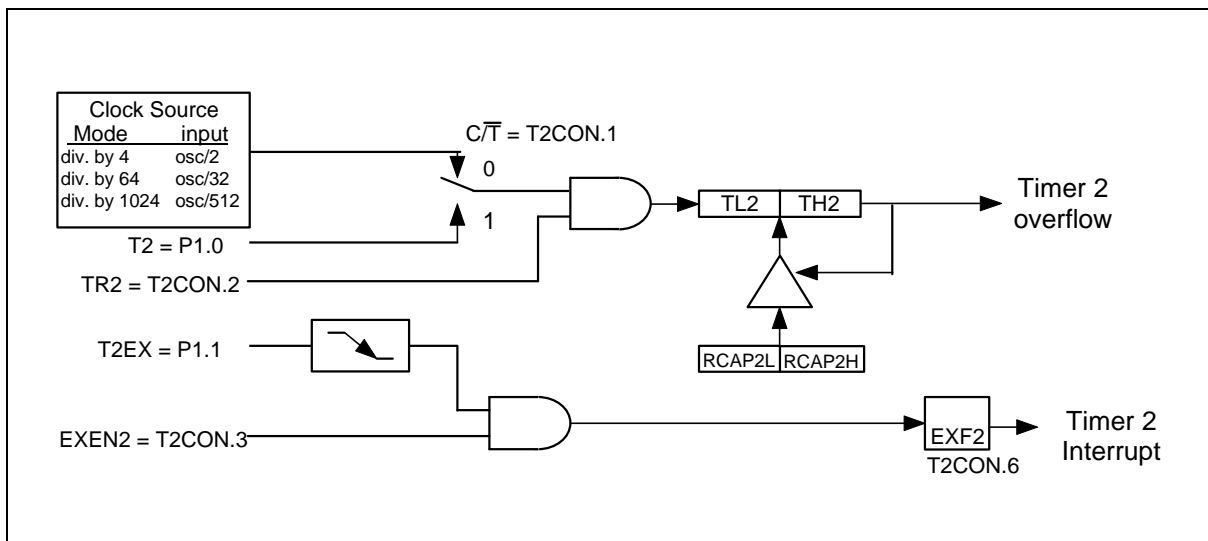 Clock Source
Mode input
div. by 4 osc/2
div. by 64 osc/32
div. by 1024 osc/512
C/T̅ = T2CON.1
0
1
T2 = P1.0
TR2 = T2CON.2
TL2 TH2
Timer 2
overflow
T2EX = P1.1
RCAP2L RCAP2H
EXEN2 = T2CON.3
EXF2
T2CON.6
Timer 2
Interrupt